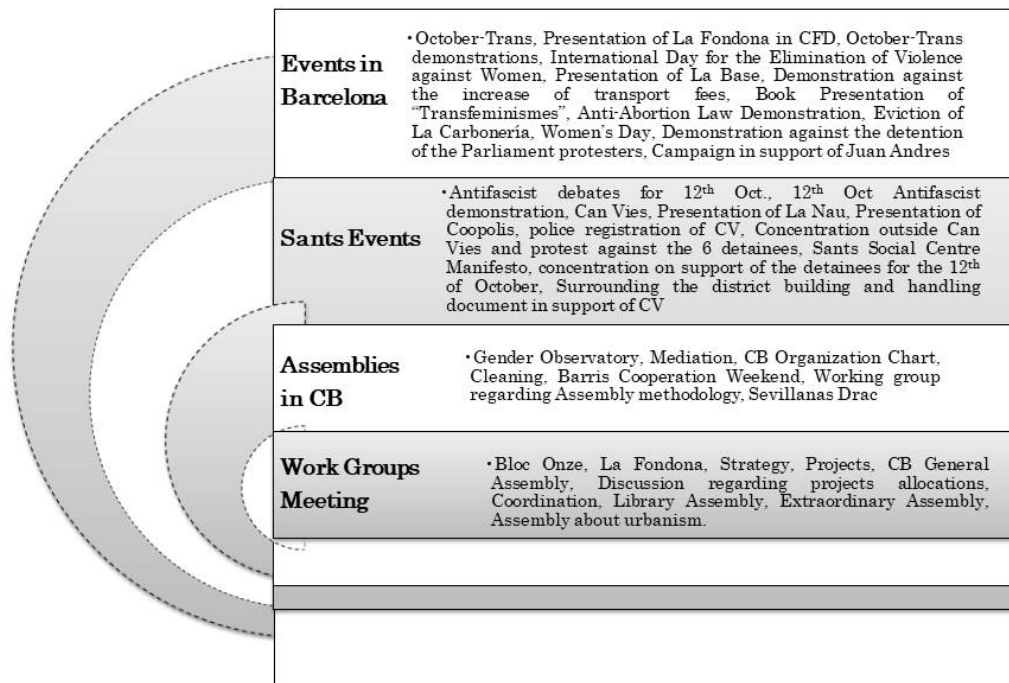 Events in
Barcelona
•October-Trans, Presentation of La Fondona in CFD, October-Trans
demonstrations, International Day for the Elimination of Violence
against Women, Presentation of La Base, Demonstration against
the increase of transport fees, Book Presentation of
“Transfeminismes”, Anti-Abortion Law Demonstration, Eviction of
La Carbonería, Women's Day, Demonstration against the detention
of the Parliament protesters, Campaign in support of Juan Andres
Sants Events
•Antifascist debates for 12th Oct., 12th Oct Antifascist
demonstration, Can Vies, Presentation of La Nau, Presentation of
Coopolis, police registration of CV, Concentration outside Can
Vies and protest against the 6 detainees, Sants Social Centre
Manifesto, concentration on support of the detainees for the 12th
of October, Surrounding the district building and handling
document in support of CV
Assemblies
in CB
•Gender Observatory, Mediation, CB Organization Chart,
Cleaning, Barris Cooperation Weekend, Working group
regarding Assembly methodology, Sevillanas Drac
Work Groups
Meeting
•Bloc Onze, La Fondona, Strategy, Projects, CB General
Assembly, Discussion regarding projects allocations,
Coordination, Library Assembly, Extraordinary Assembly,
Assembly about urbanism.